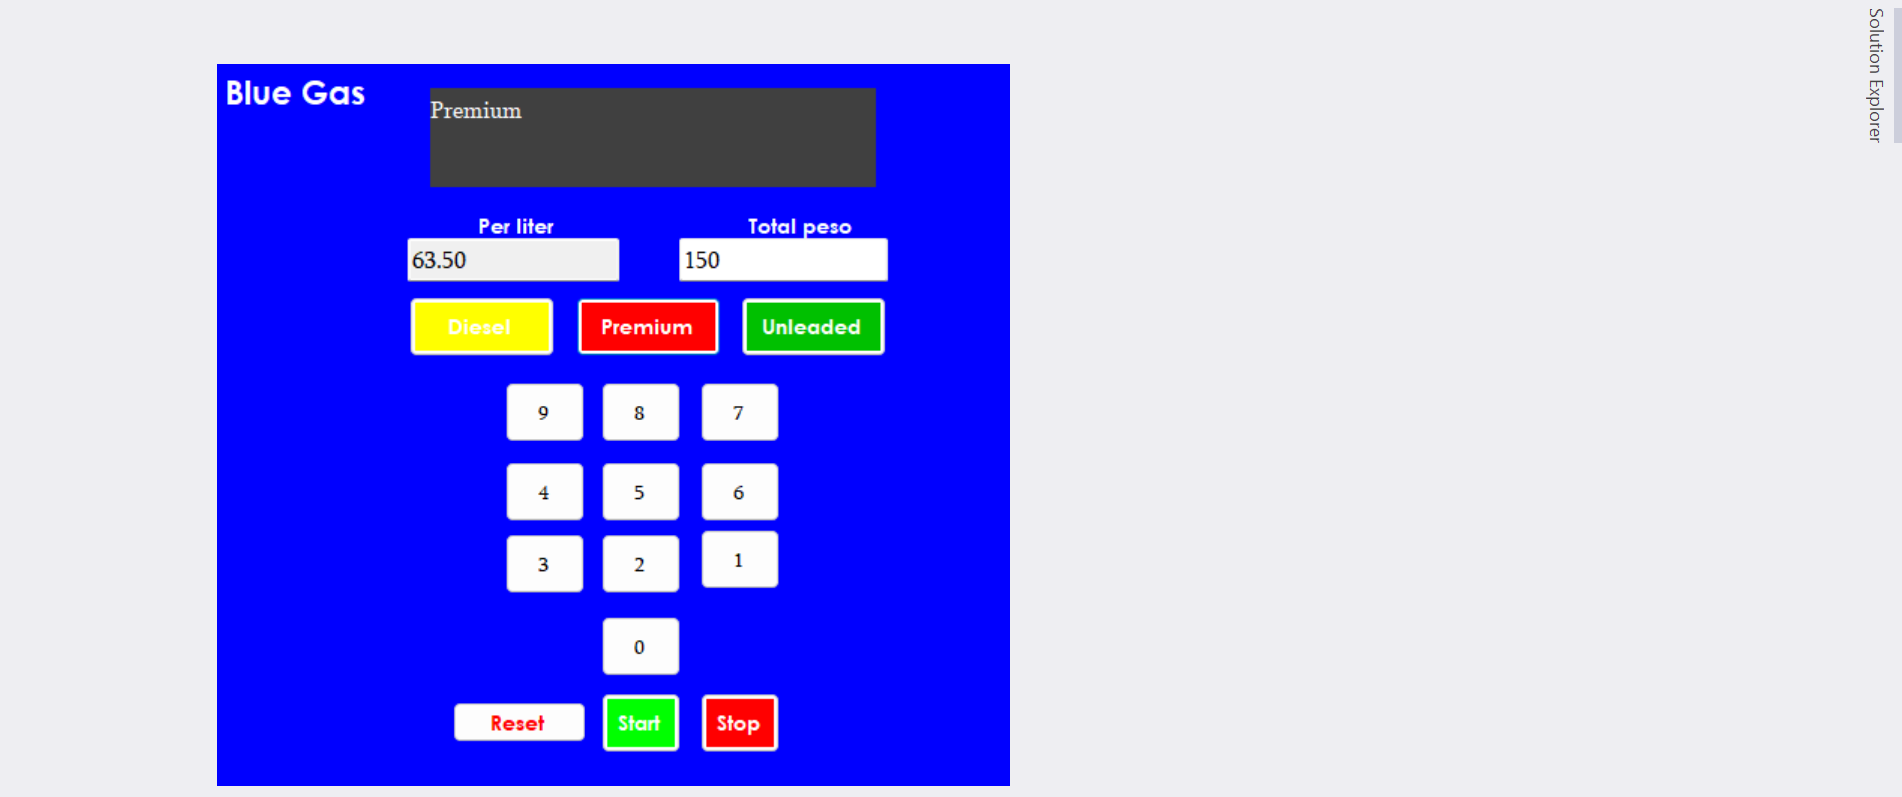 Blue Gas
Premium
Per liter
Total peso
63.50
150
Diesel
Premium
Unleaded
9
8
7
4
5
6
3
2
1
0
Reset
Start
Stop
Solution Explorer